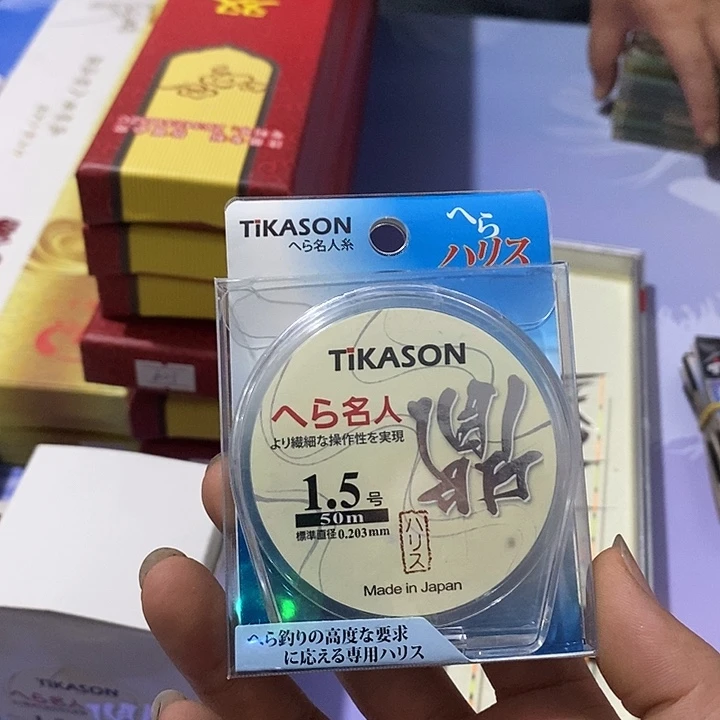 TiKASON
へら名人糸
へら
ハリス
TiKASON
へら名人
より繊細な操作性を実現
1.5号
50m
標準直径0.203mm
ハリス
Made in Japan
へら釣りの高度な要求
に応える専用ハリス
TiKASON